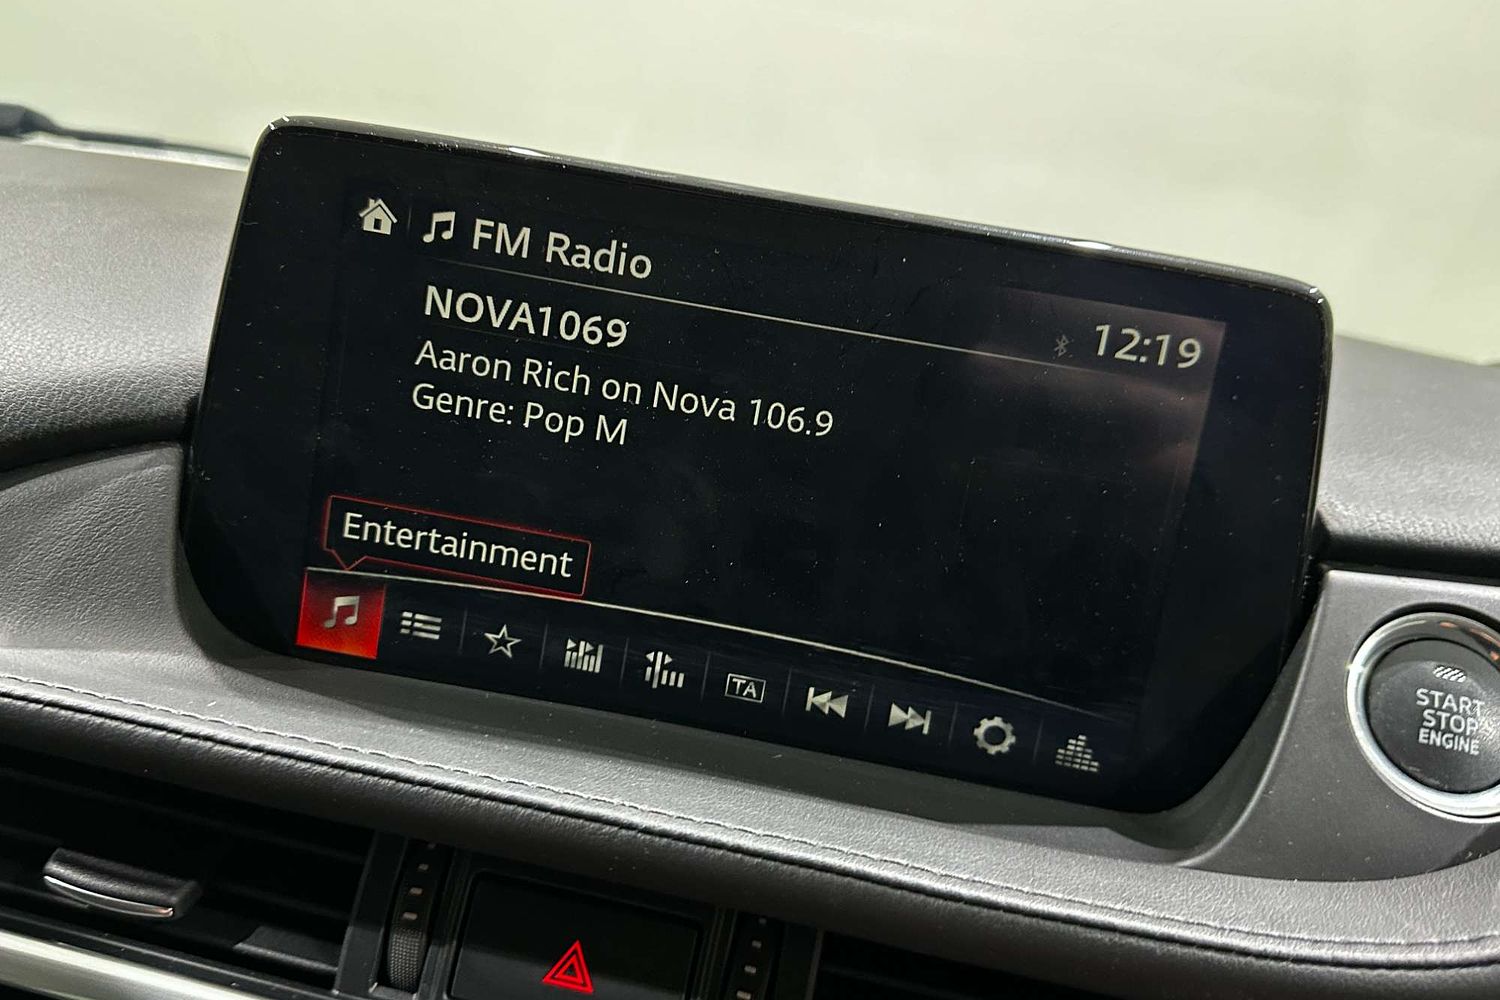 FM Radio
12:19
NOVA1069
Aaron Rich on Nova 106.9
Genre: Pop M
Entertainment
TA
START
STOP
ENGINE